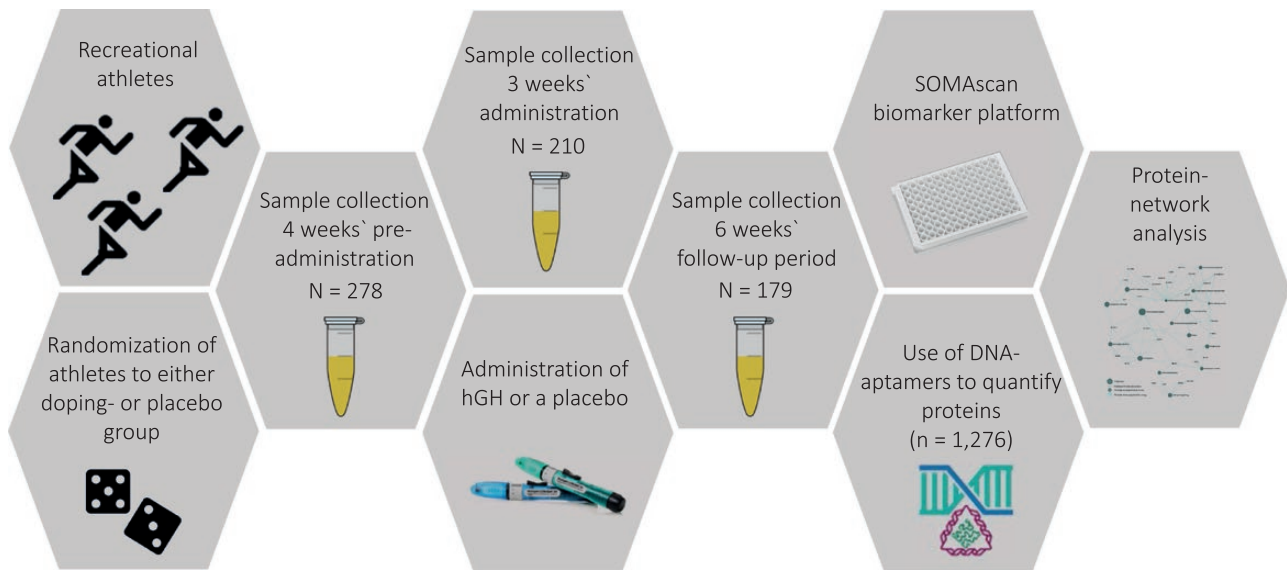 Recreational
athletes
Randomization of
athletes to either
doping- or placebo
group
Sample collection
4 weeks` pre-
administration
N = 278
Sample collection
3 weeks`
administration
N = 210
Administration of
hGH or a placebo
Sample collection
6 weeks`
follow-up period
N = 179
SOMAscan
biomarker platform
Use of DNA-
aptamers to quantify
proteins
(n = 1,276)
Protein-
network
analysis